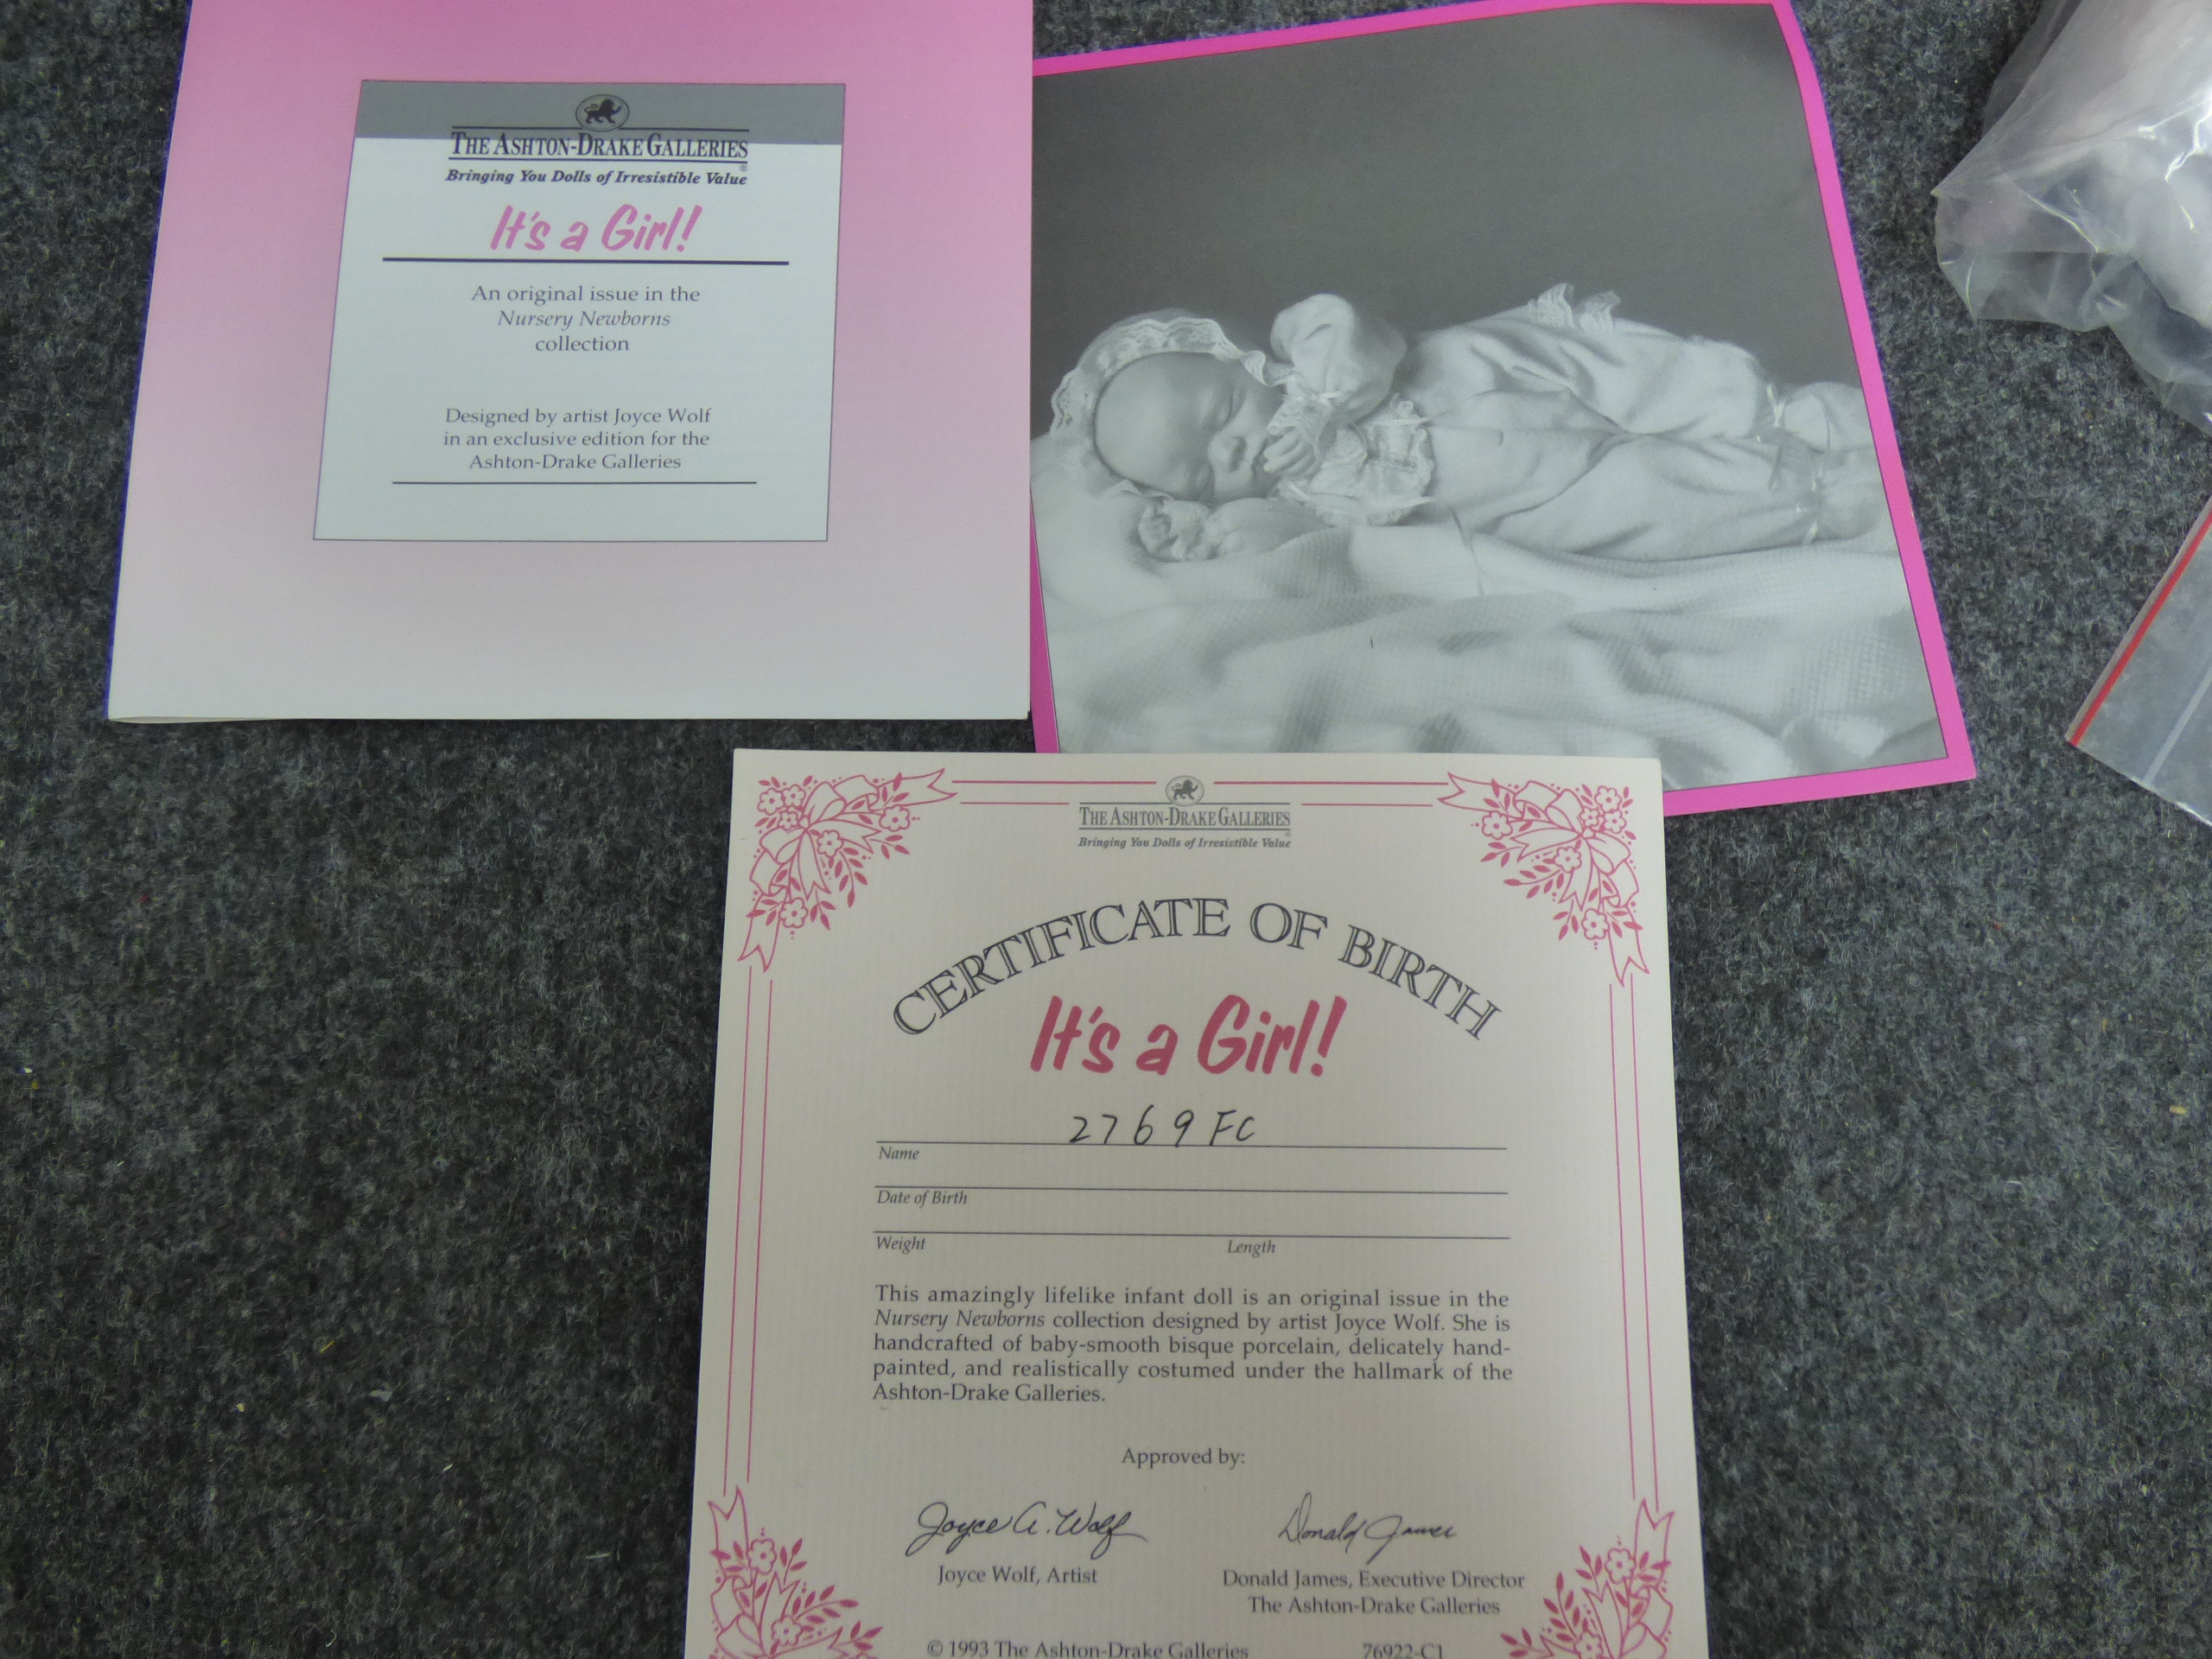 THE ASHTON-DRAKE GALLERIES
®
Bringing You Dolls of Irresistible Value
It's a Girl!
An original issue in the
Nursery Newborns
collection
Designed by artist Joyce Wolf
in an exclusive edition for the
Ashton-Drake Galleries
THE ASHTON-DRAKE GALLERIES
®
Bringing You Dolls of Irresistible Value
CERTIFICATE OF BIRTH
It's a Girl!
2769 FC
Name
Date of Birth
Weight Length
This amazingly lifelike infant doll is an original issue in the
Nursery Newborns collection designed by artist Joyce Wolf. She is
handcrafted of baby-smooth bisque porcelain, delicately hand-
painted, and realistically costumed under the hallmark of the
Ashton-Drake Galleries.
Approved by:
Joyce A. Wolf Donald James
Joyce Wolf, Artist Donald James, Executive Director
The Ashton-Drake Galleries
© 1993 The Ashton-Drake Galleries 76922-C1